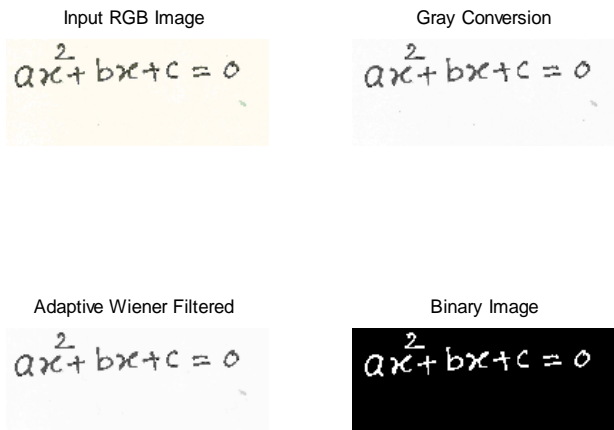 Input RGB Image
Gray Conversion
ax²+bx+c=0
ax²+bx+c=0
Adaptive Wiener Filtered
Binary Image
ax²+bx+c=0
ax²+bx+c=0